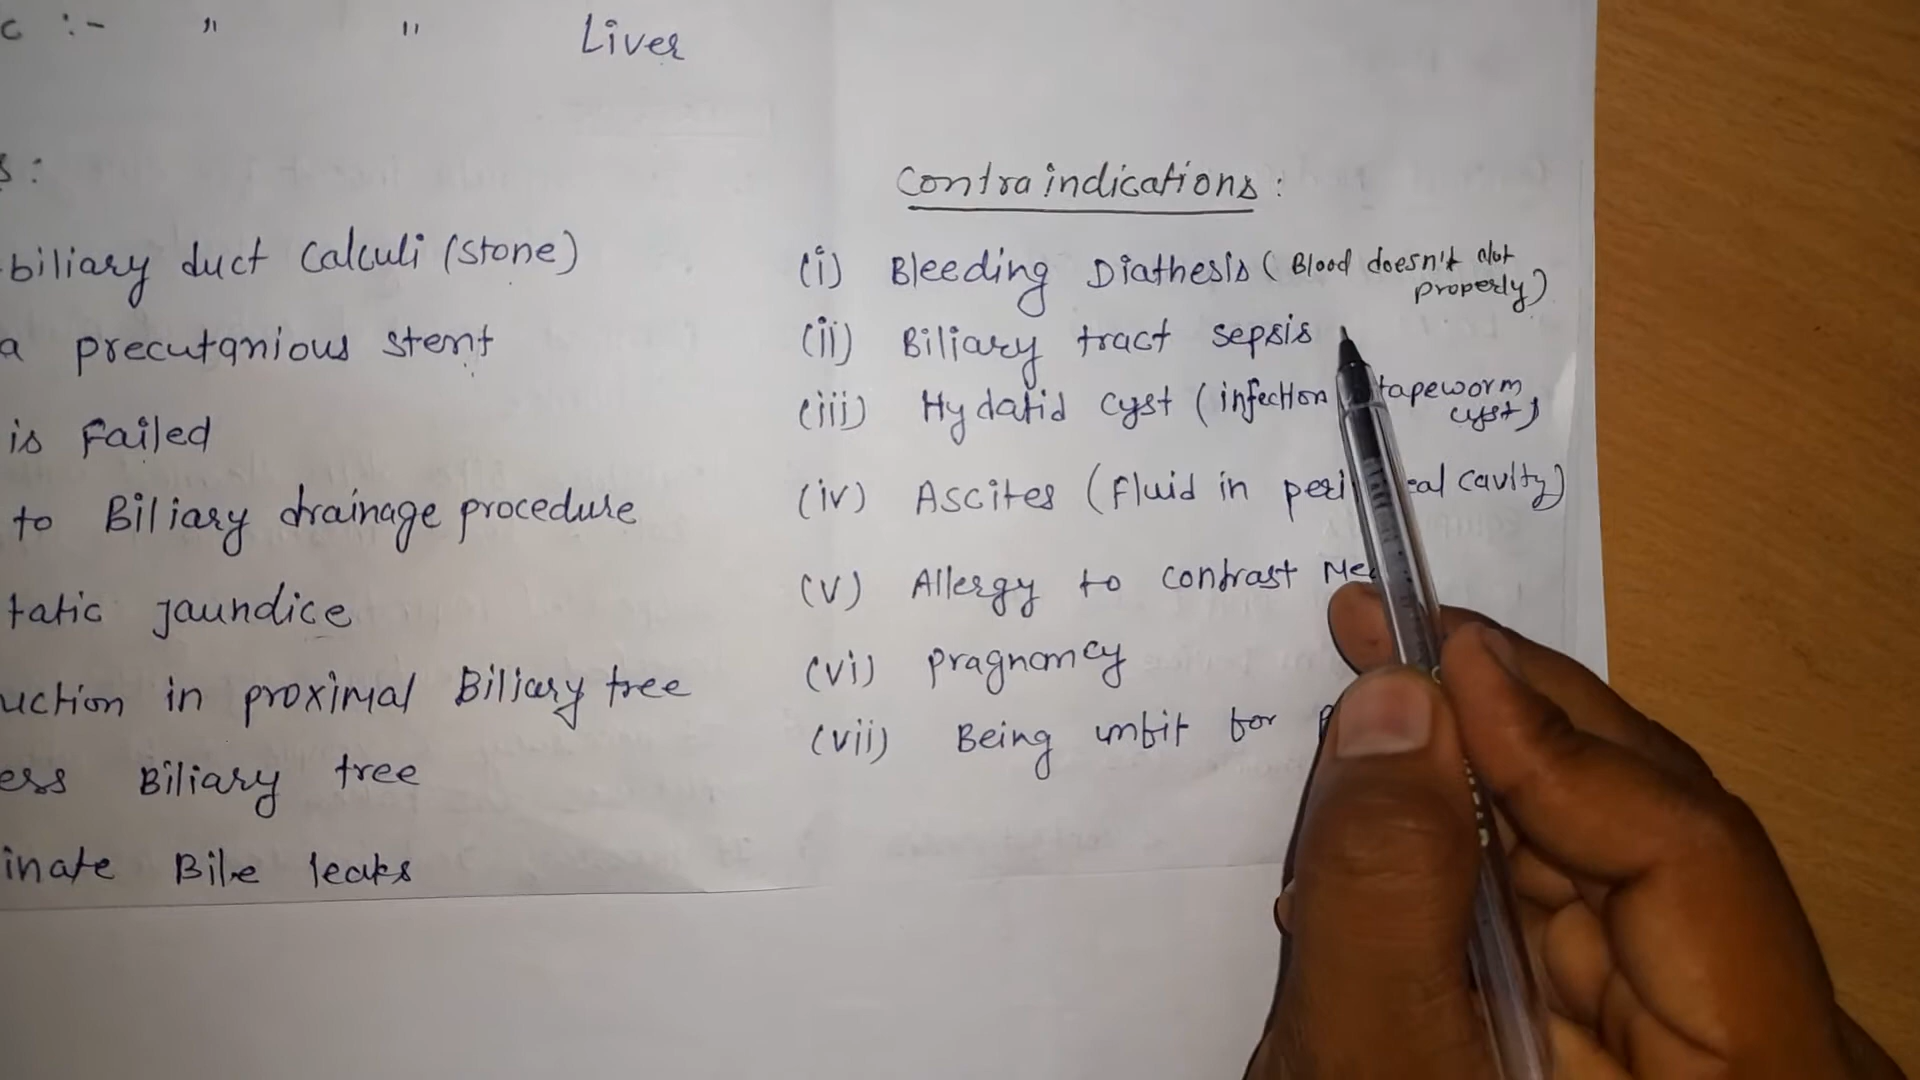 c :- " " Liver
s :
biliary duct calculi (stone)
a precutanious stent
is Failed
to Biliary drainage procedure
tatic jaundice
uction in proximal Biliary tree
ess Biliary tree
inate Bile leaks
Contraindications :
(i) Bleeding Diathesis (Blood doesn't clot
properly)
(ii) Biliary tract sepsis
(iii) Hydatid cyst (infection tapeworm
cyst)
(iv) Ascites (Fluid in peri eal cavity)
(v) Allergy to contrast Me
(vi) pragnancy
(vii) Being unfit for